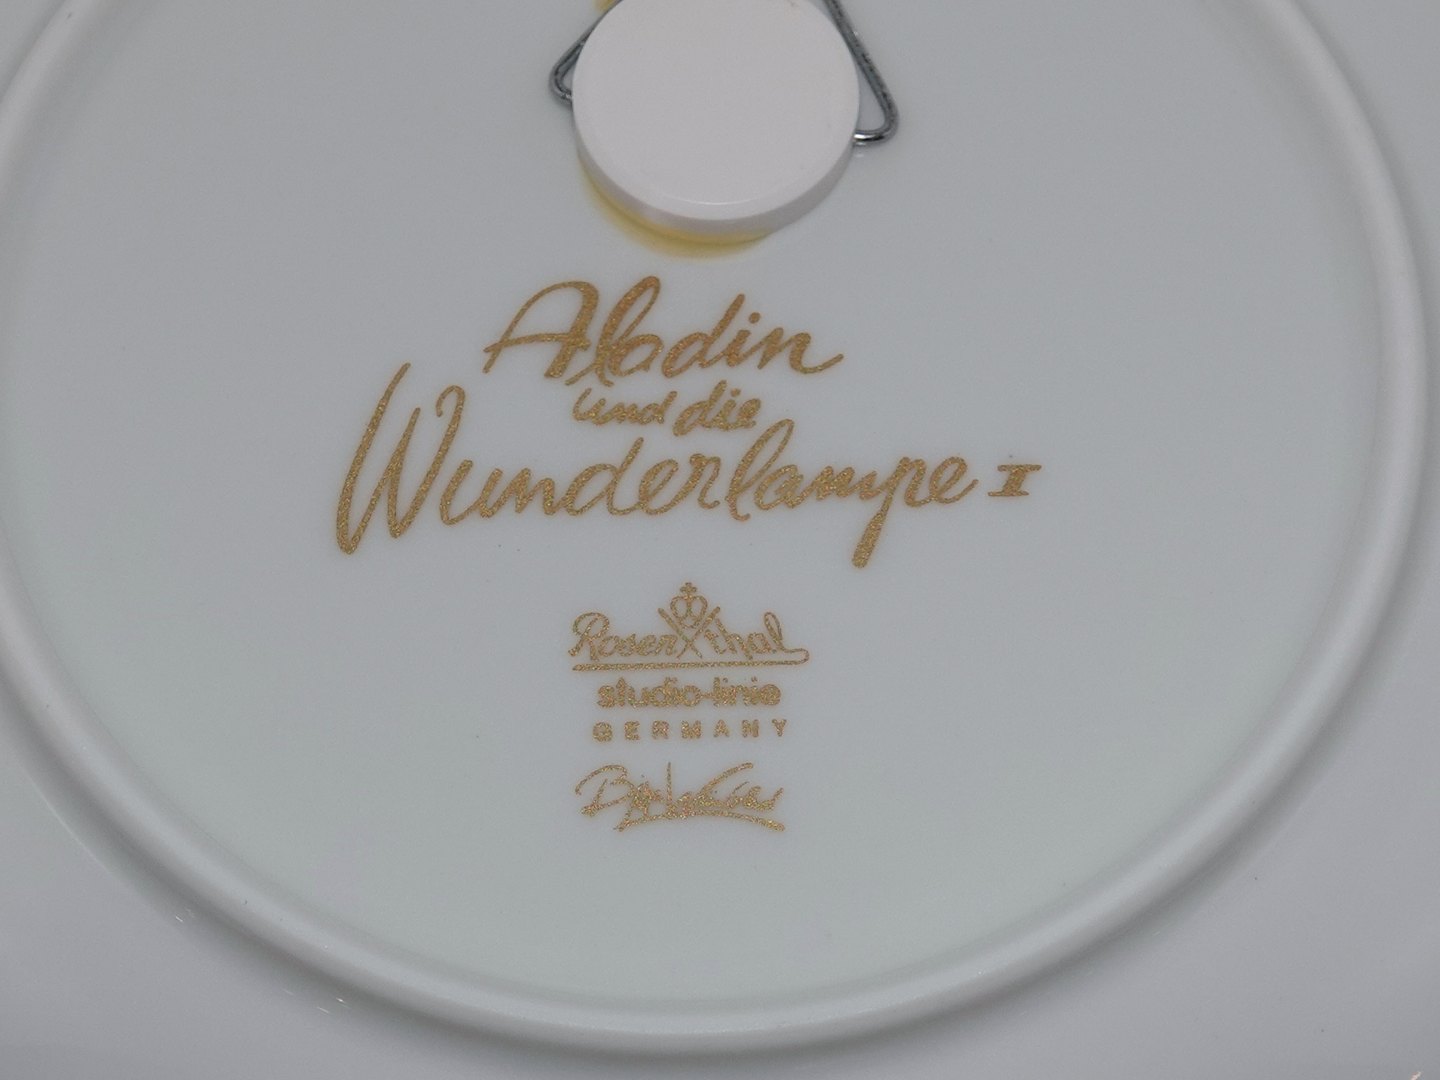 Aladin
und die
Wunderlampe I
Rosenthal
studio-linie
GERMANY